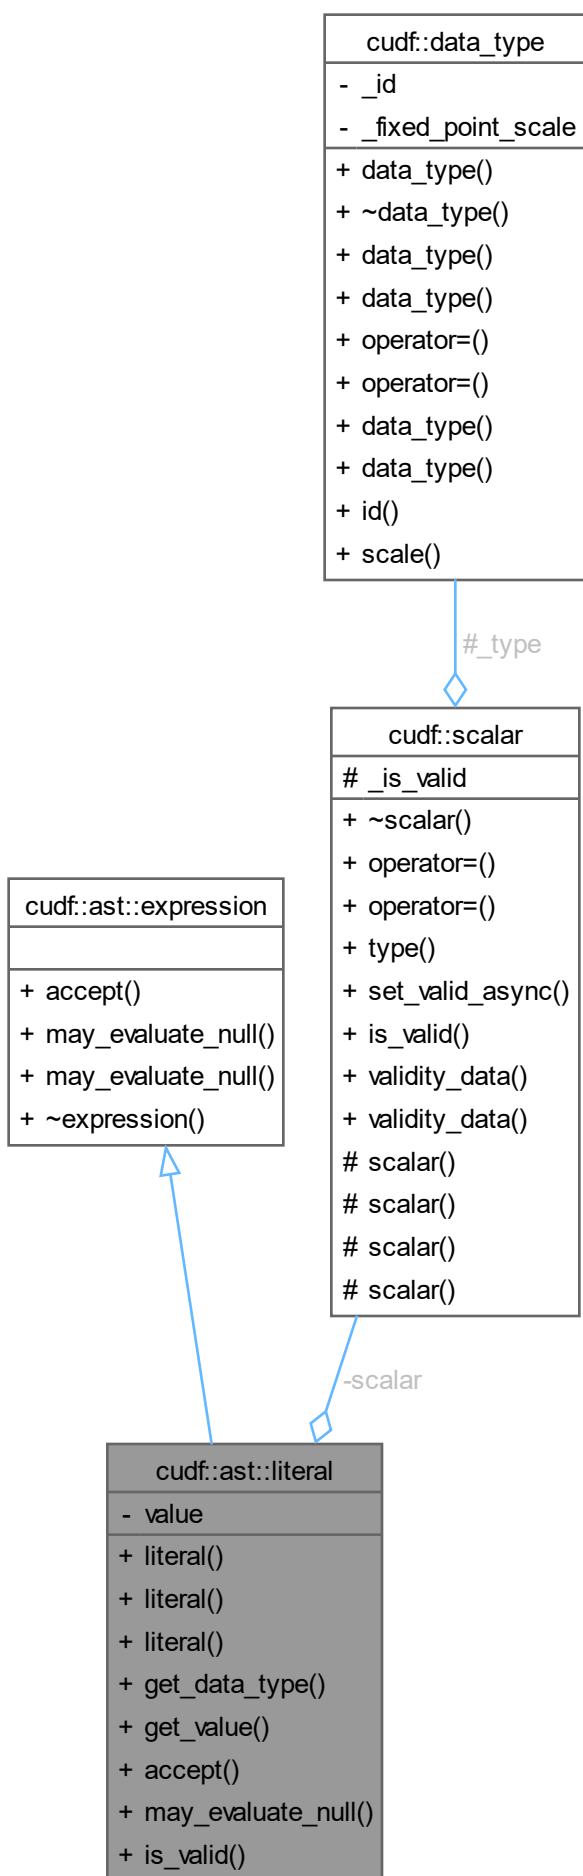 cudf::data_type
- _id
- _fixed_point_scale
+ data_type()
+ ~data_type()
+ data_type()
+ data_type()
+ operator=()
+ operator=()
+ data_type()
+ data_type()
+ id()
+ scale()
#_type
cudf::scalar
# _is_valid
+ ~scalar()
+ operator=()
+ operator=()
+ type()
+ set_valid_async()
+ is_valid()
+ validity_data()
+ validity_data()
# scalar()
# scalar()
# scalar()
# scalar()
cudf::ast::expression
+ accept()
+ may_evaluate_null()
+ may_evaluate_null()
+ ~expression()
-scalar
cudf::ast::literal
- value
+ literal()
+ literal()
+ literal()
+ get_data_type()
+ get_value()
+ accept()
+ may_evaluate_null()
+ is_valid()